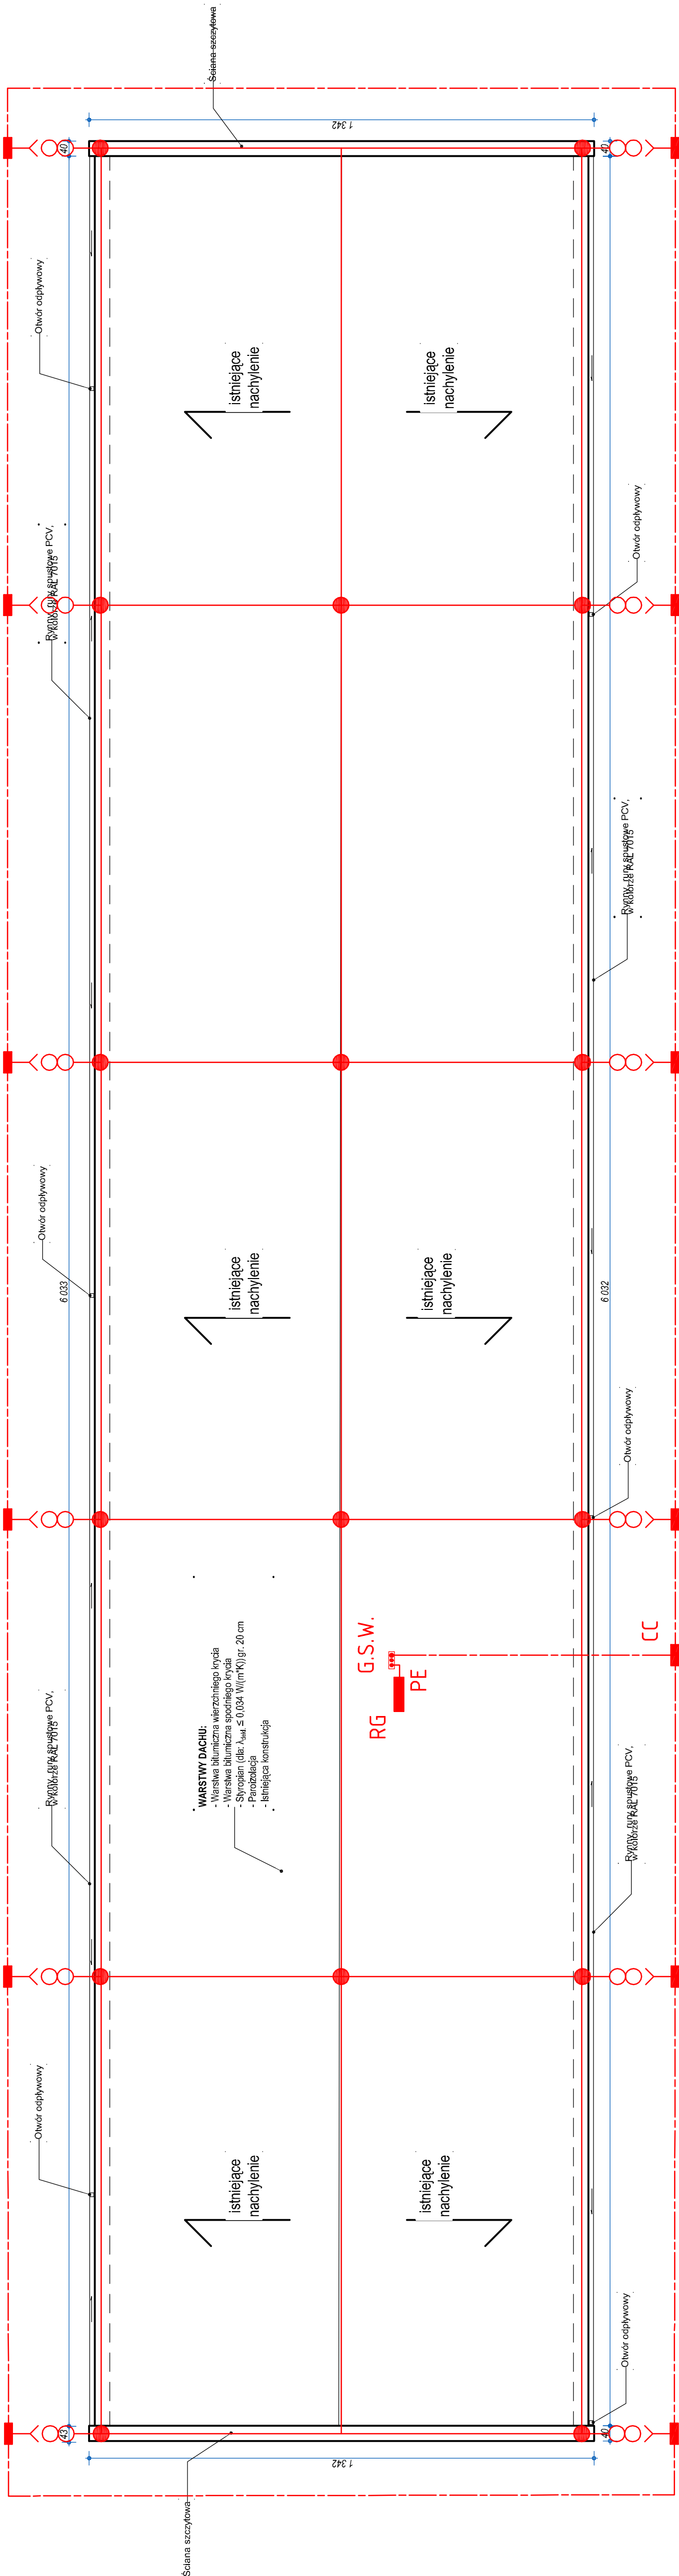 Ściana szczytowa
1 342
40
40
Otwór odpływowy
istniejące
nachylenie
istniejące
nachylenie
Otwór odpływowy
Rynny, rury spustowe PCV,
w kolorze RAL 7015
Rynny, rury spustowe PCV,
w kolorze RAL 7015
Otwór odpływowy
6 033
istniejące
nachylenie
istniejące
nachylenie
6 032
Otwór odpływowy
G.S.W.
CC
RG
PE
WARSTWY DACHU:
- Warstwa bitumiczna wierzchniego krycia
- Warstwa bitumiczna spodniego krycia
- Styropian (dla: λdekl. ≤ 0,034 W/(m*K)) gr. 20 cm
- Paroizolacja
- Istniejąca konstrukcja
Rynny, rury spustowe PCV,
w kolorze RAL 7015
Rynny, rury spustowe PCV,
w kolorze RAL 7015
Otwór odpływowy
istniejące
nachylenie
istniejące
nachylenie
Otwór odpływowy
43
40
1 342
Ściana szczytowa